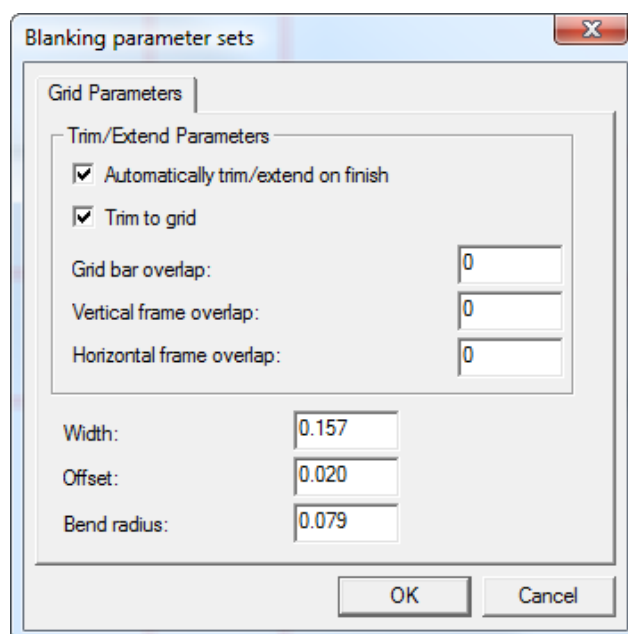 Blanking parameter sets
Grid Parameters
Trim/Extend Parameters
Automatically trim/extend on finish
Trim to grid
Grid bar overlap: 0
Vertical frame overlap: 0
Horizontal frame overlap: 0
Width: 0.157
Offset: 0.020
Bend radius: 0.079
OK Cancel